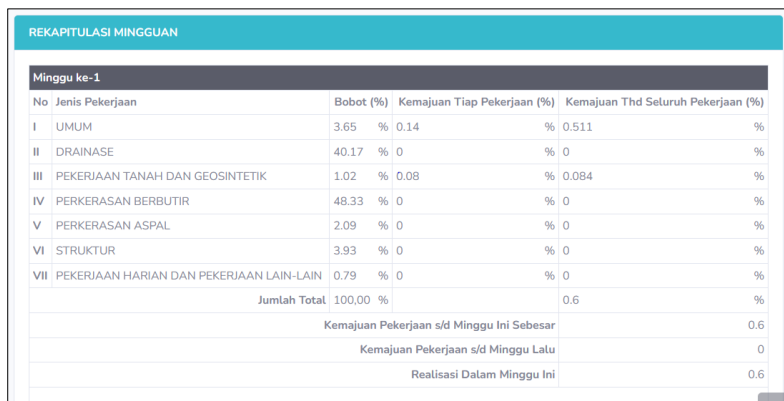 REKAPITULASI MINGGUAN
Minggu ke-1
No Jenis Pekerjaan Bobot (%) Kemajuan Tiap Pekerjaan (%) Kemajuan Thd Seluruh Pekerjaan (%)
I UMUM 3.65 % 0.14 % 0.511 %
II DRAINASE 40.17 % 0 % 0 %
III PEKERJAAN TANAH DAN GEOSINTETIK 1.02 % 0.08 % 0.084 %
IV PERKERASAN BERBUTIR 48.33 % 0 % 0 %
V PERKERASAN ASPAL 2.09 % 0 % 0 %
VI STRUKTUR 3.93 % 0 % 0 %
VII PEKERJAAN HARIAN DAN PEKERJAAN LAIN-LAIN 0.79 % 0 % 0 %
Jumlah Total 100,00 % 0.6 %
Kemajuan Pekerjaan s/d Minggu Ini Sebesar 0.6
Kemajuan Pekerjaan s/d Minggu Lalu 0
Realisasi Dalam Minggu Ini 0.6